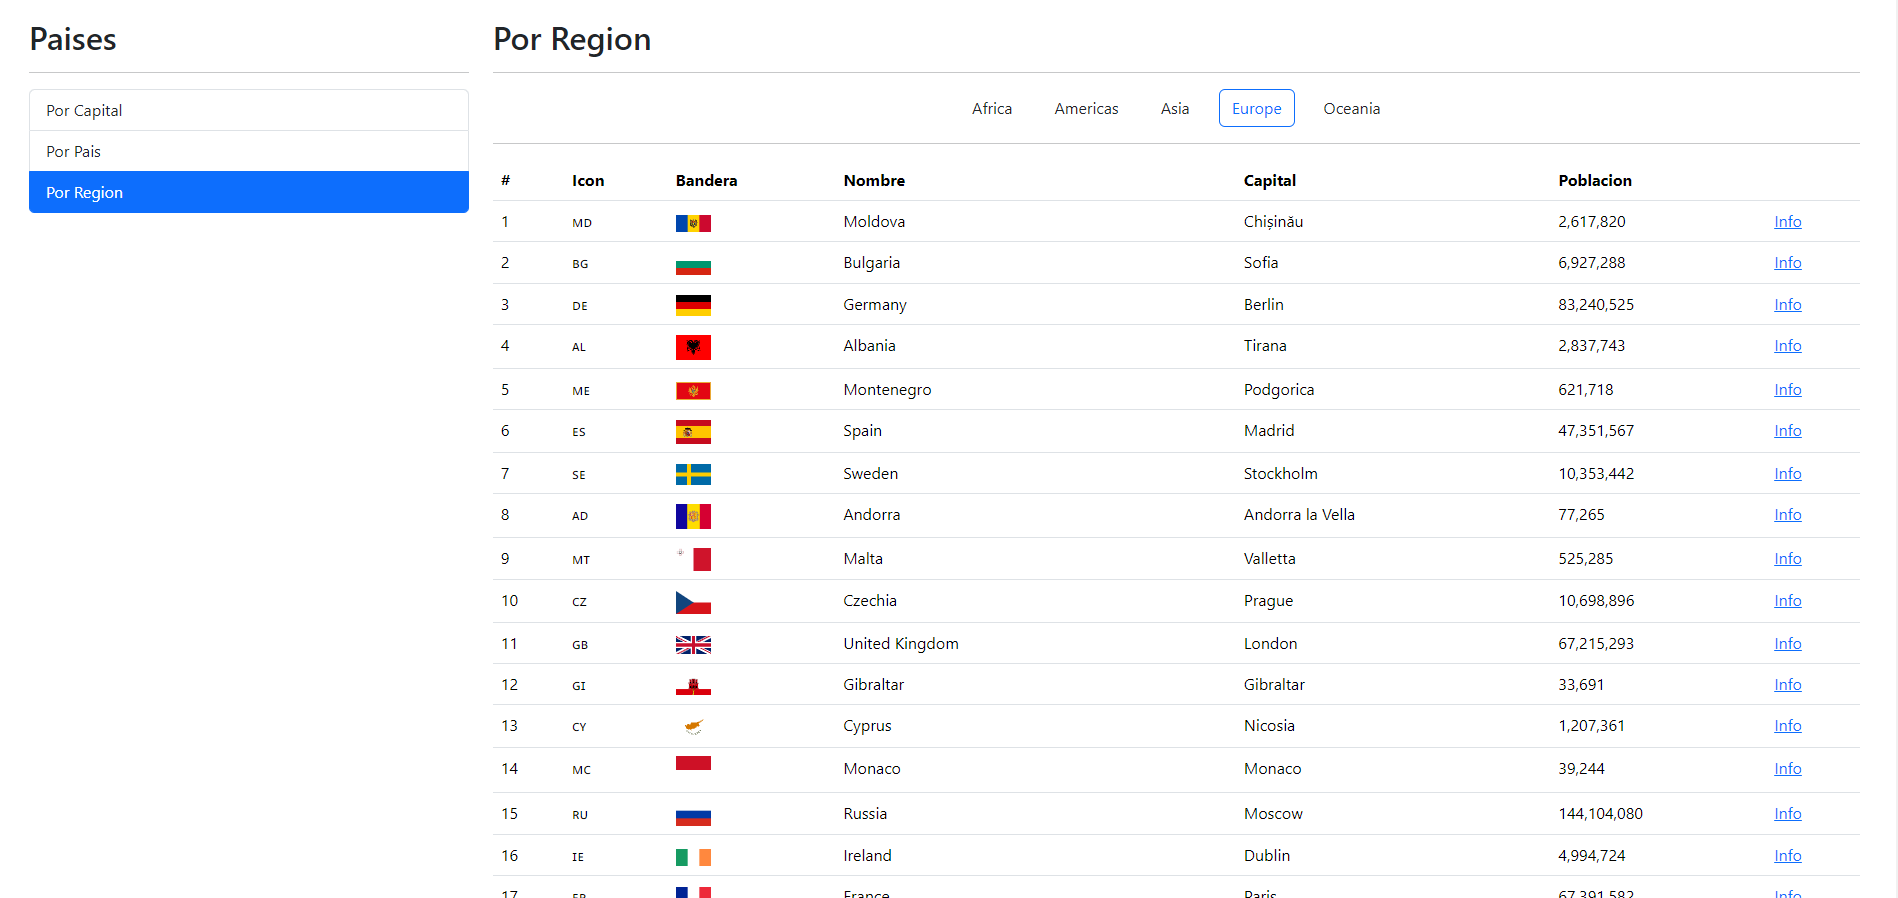 Paises
Por Capital
Por Pais
Por Region
Por Region
Africa Americas Asia Europe Oceania
# Icon Bandera Nombre Capital Poblacion
1 MD Moldova Chișinău 2,617,820 Info
2 BG Bulgaria Sofia 6,927,288 Info
3 DE Germany Berlin 83,240,525 Info
4 AL Albania Tirana 2,837,743 Info
5 ME Montenegro Podgorica 621,718 Info
6 ES Spain Madrid 47,351,567 Info
7 SE Sweden Stockholm 10,353,442 Info
8 AD Andorra Andorra la Vella 77,265 Info
9 MT Malta Valletta 525,285 Info
10 CZ Czechia Prague 10,698,896 Info
11 GB United Kingdom London 67,215,293 Info
12 GI Gibraltar Gibraltar 33,691 Info
13 CY Cyprus Nicosia 1,207,361 Info
14 MC Monaco Monaco 39,244 Info
15 RU Russia Moscow 144,104,080 Info
16 IE Ireland Dublin 4,994,724 Info
17 FR France Paris 67,391,582 Info